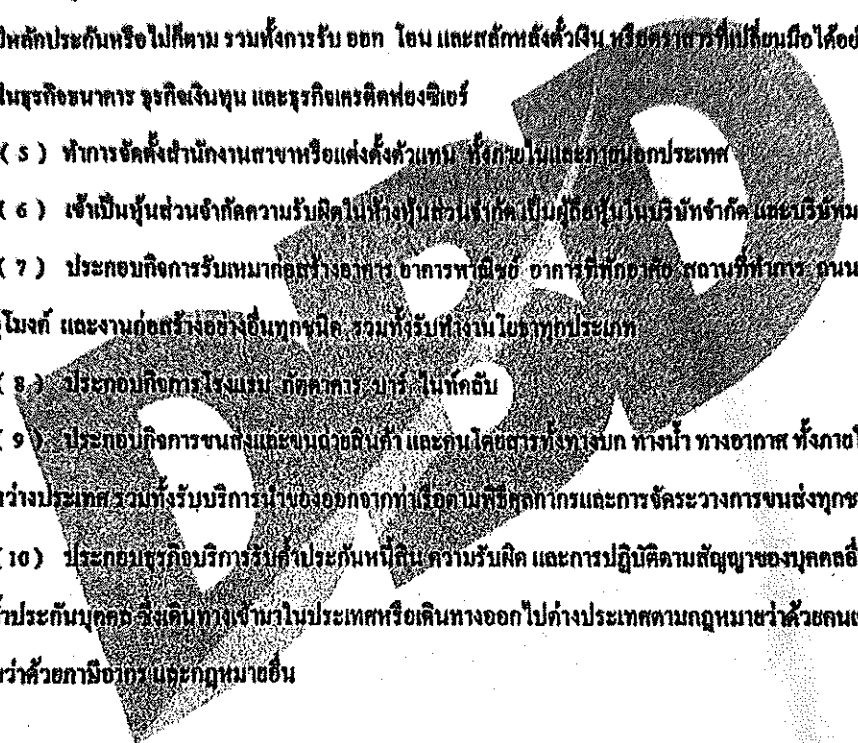 ป็หลักประกันหรือไม่ก็ตาม รวมทั้งการรับ ออก โอน และสลักหลังตั๋วเงิน หรือตราสารที่เปลี่ยนมือได้อย่
ป็นธุรกิจธนาคาร ธุรกิจเงินทุน และธุรกิจเครดิตฟองซิเอร์
( 5 ) ทำการจัดตั้งสำนักงานสาขาหรือแต่งตั้งตัวแทน ทั้งภายในและภายนอกประเทศ
( 6 ) เข้าเป็นหุ้นส่วนจำกัดความรับผิดในห้างหุ้นส่วนจำกัด เป็นผู้ถือหุ้นในบริษัทจำกัด และบริษัทม
( 7 ) ประกอบกิจการรับเหมาก่อสร้างอาคาร อาคารพาณิชย์ อาคารที่พักอาศัย สถานที่ทำการ ถนน
อุโมงค์ และงานก่อสร้างอย่างอื่นทุกชนิด รวมทั้งรับทำงานโยธาทุกประเภท
( 8 ) ประกอบกิจการโรงแรม ภัตตาคาร บาร์ ไนท์คลับ
( 9 ) ประกอบกิจการขนส่งและขนถ่ายสินค้า และคนโดยสารทั้งทางบก ทางน้ำ ทางอากาศ ทั้งภายใ
หว่างประเทศ รวมทั้งรับบริการนำของออกจากท่าเรือตามพิธีศุลกากรและการจัดระวางการขนส่งทุกช
( 10 ) ประกอบธุรกิจบริการรับค้ำประกันหนี้สิน ความรับผิด และการปฏิบัติตามสัญญาของบุคคลอื่
ค้ำประกันบุคคล ซึ่งเดินทางเข้ามาในประเทศหรือเดินทางออกไปต่างประเทศตามกฎหมายว่าด้วยคนเ
ว่าด้วยภาษีอากร และกฎหมายอื่น
DBD